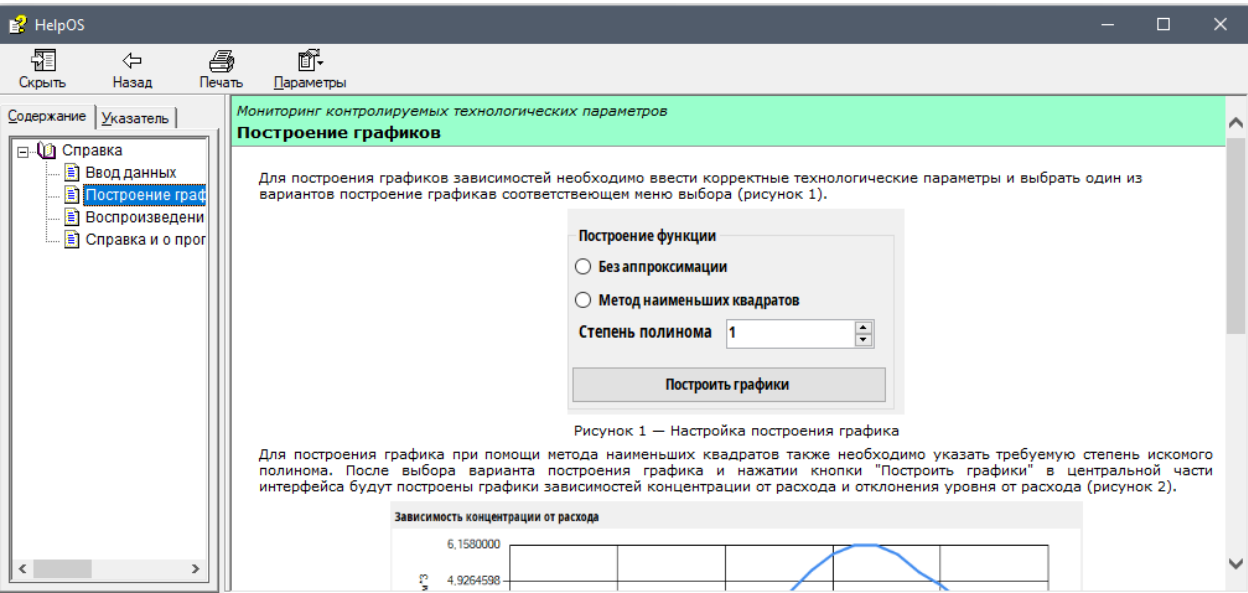 HelpOS
Скрыть Назад Печать Параметры
Содержание Указатель
Справка
Ввод данных
Построение граф
Воспроизведени
Справка и о прог
Мониторинг контролируемых технологических параметров
Построение графиков
Для построения графиков зависимостей необходимо ввести корректные технологические параметры и выбрать один из
вариантов построение графикав соответствеющем меню выбора (рисунок 1).
Построение функции
Без аппроксимации
Метод наименьших квадратов
Степень полинома 1
Построить графики
Рисунок 1 — Настройка построения графика
Для построения графика при помощи метода наименьших квадратов также необходимо указать требуемую степень искомого
полинома. После выбора варианта построения графика и нажатии кнопки "Построить графики" в центральной части
интерфейса будут построены графики зависимостей концентрации от расхода и отклонения уровня от расхода (рисунок 2).
Зависимость концентрации от расхода
6,1580000
4,9264598